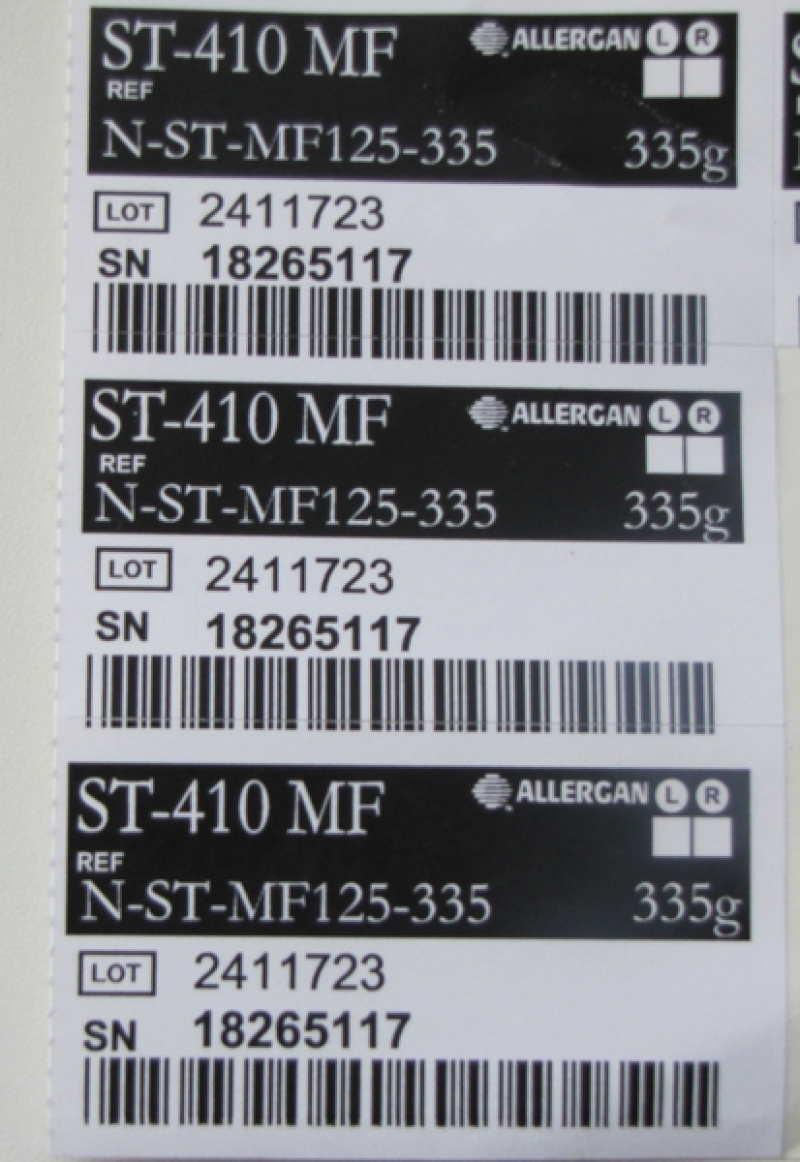 ST-410 MF ALLERGAN L R
REF
N-ST-MF125-335 335g
LOT 2411723
SN 18265117
ST-410 MF ALLERGAN L R
REF
N-ST-MF125-335 335g
LOT 2411723
SN 18265117
ST-410 MF ALLERGAN L R
REF
N-ST-MF125-335 335g
LOT 2411723
SN 18265117